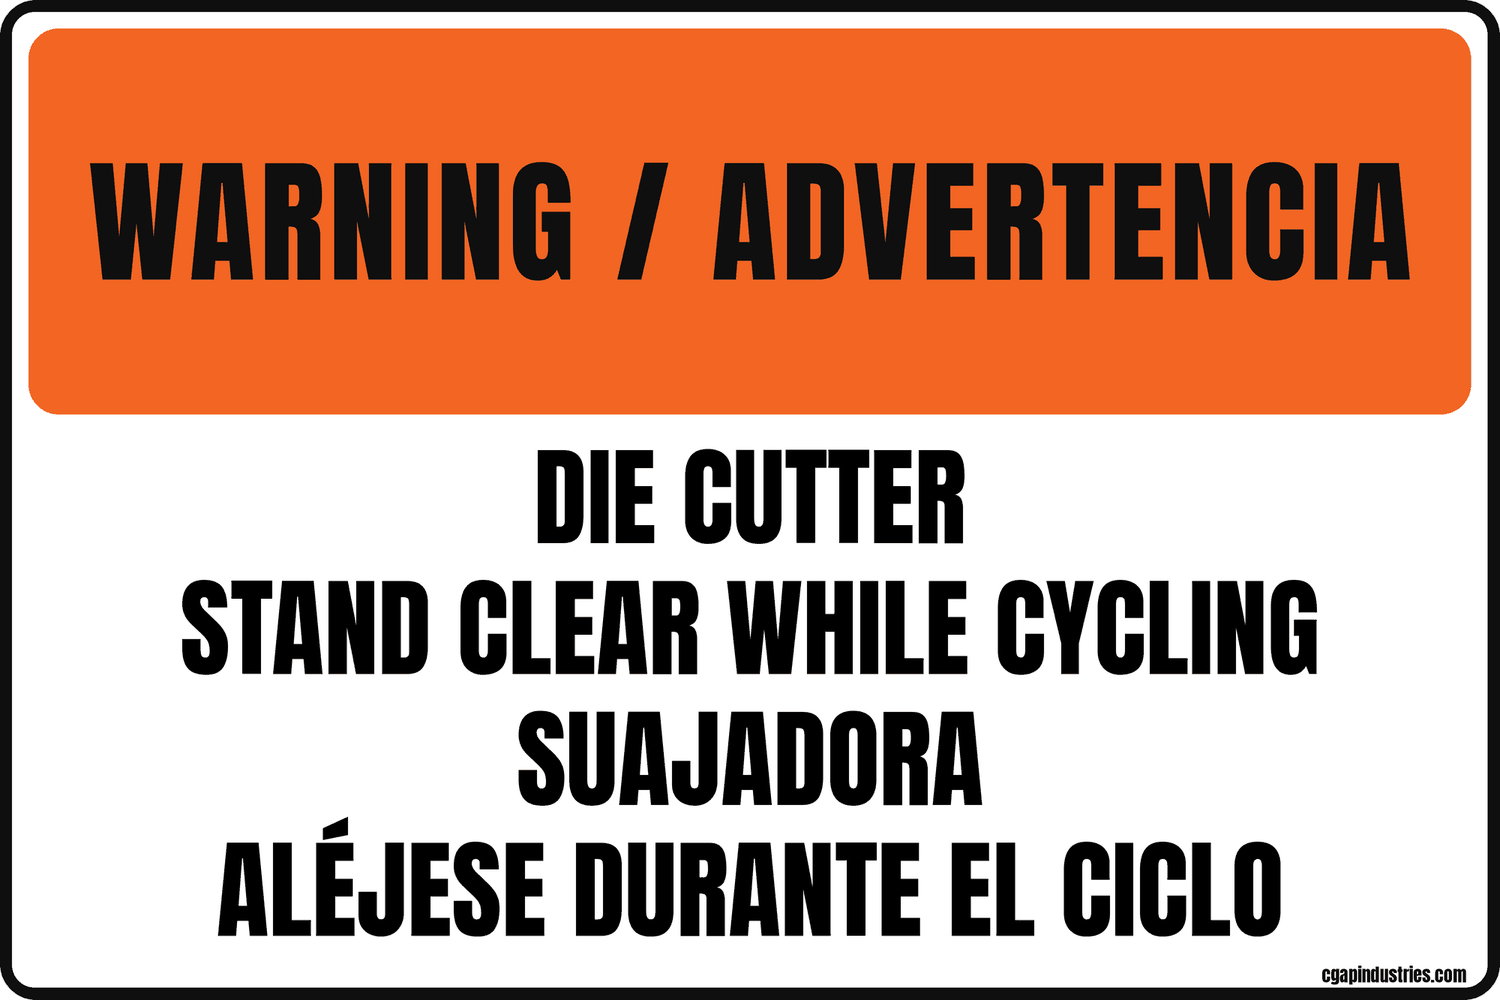 WARNING / ADVERTENCIA
DIE CUTTER
STAND CLEAR WHILE CYCLING
SUAJADORA
ALÉJESE DURANTE EL CICLO
cgapindustries.com